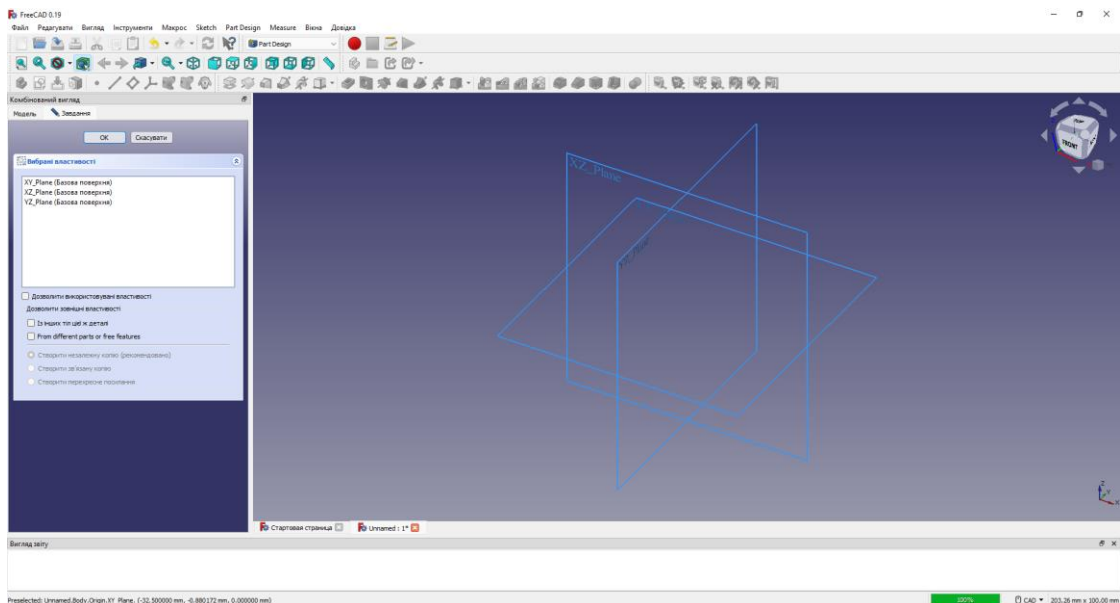 FreeCAD 0.19
Файл Редагувати Вигляд Інструменти Макрос Sketch Part Design Measure Вікна Довідка
Part Design
Комбінований вигляд
Модель Завдання
OK Скасувати
Вибрані властивості
XY_Plane (Базова поверхня)
XZ_Plane (Базова поверхня)
YZ_Plane (Базова поверхня)
Дозволити використовувані властивості
Дозволити зовнішні властивості
Із інших тіл цієї ж деталі
From different parts or free features
Створити незалежну копію (рекомендовано)
Створити зв'язану копію
Створити перехресне посилання
XZ_Plane
FRONT
Z
Y
X
Стартовая страница Unnamed : 1*
Вигляд звіту
Preselected: Unnamed.Body.Origin.XY_Plane. (-32.500000 mm, -0.880172 mm, 0.000000 mm)
100% CAD 203.26 mm x 100.00 mm